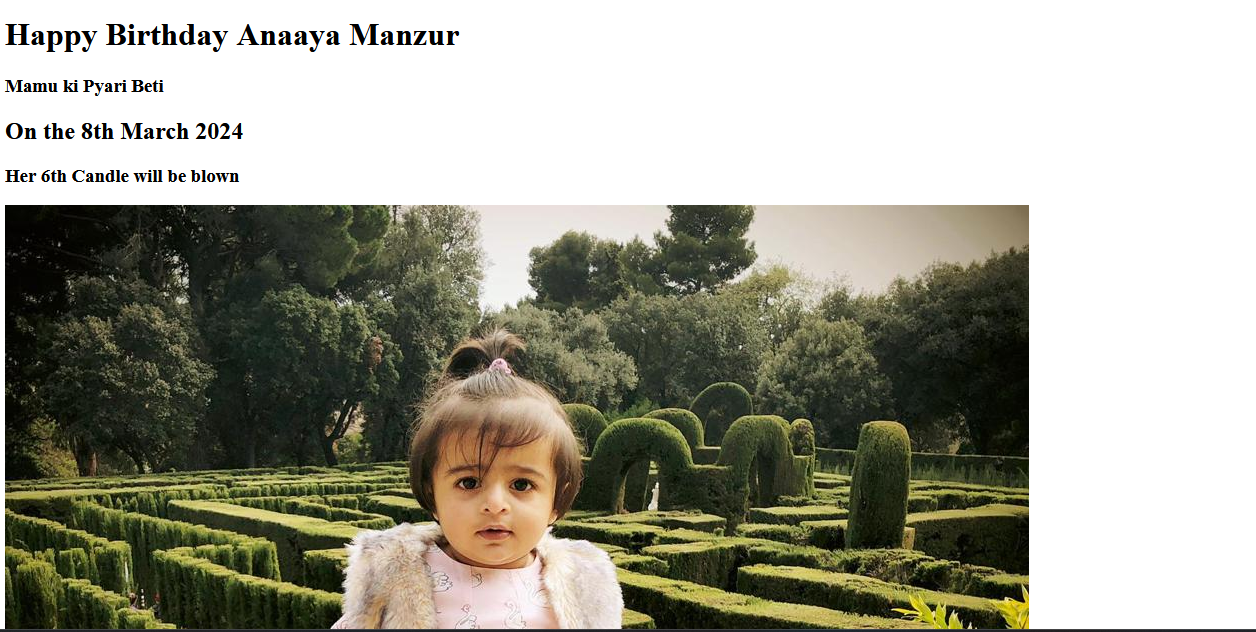 Happy Birthday Anaaya Manzur
Mamu ki Pyari Beti
On the 8th March 2024
Her 6th Candle will be blown